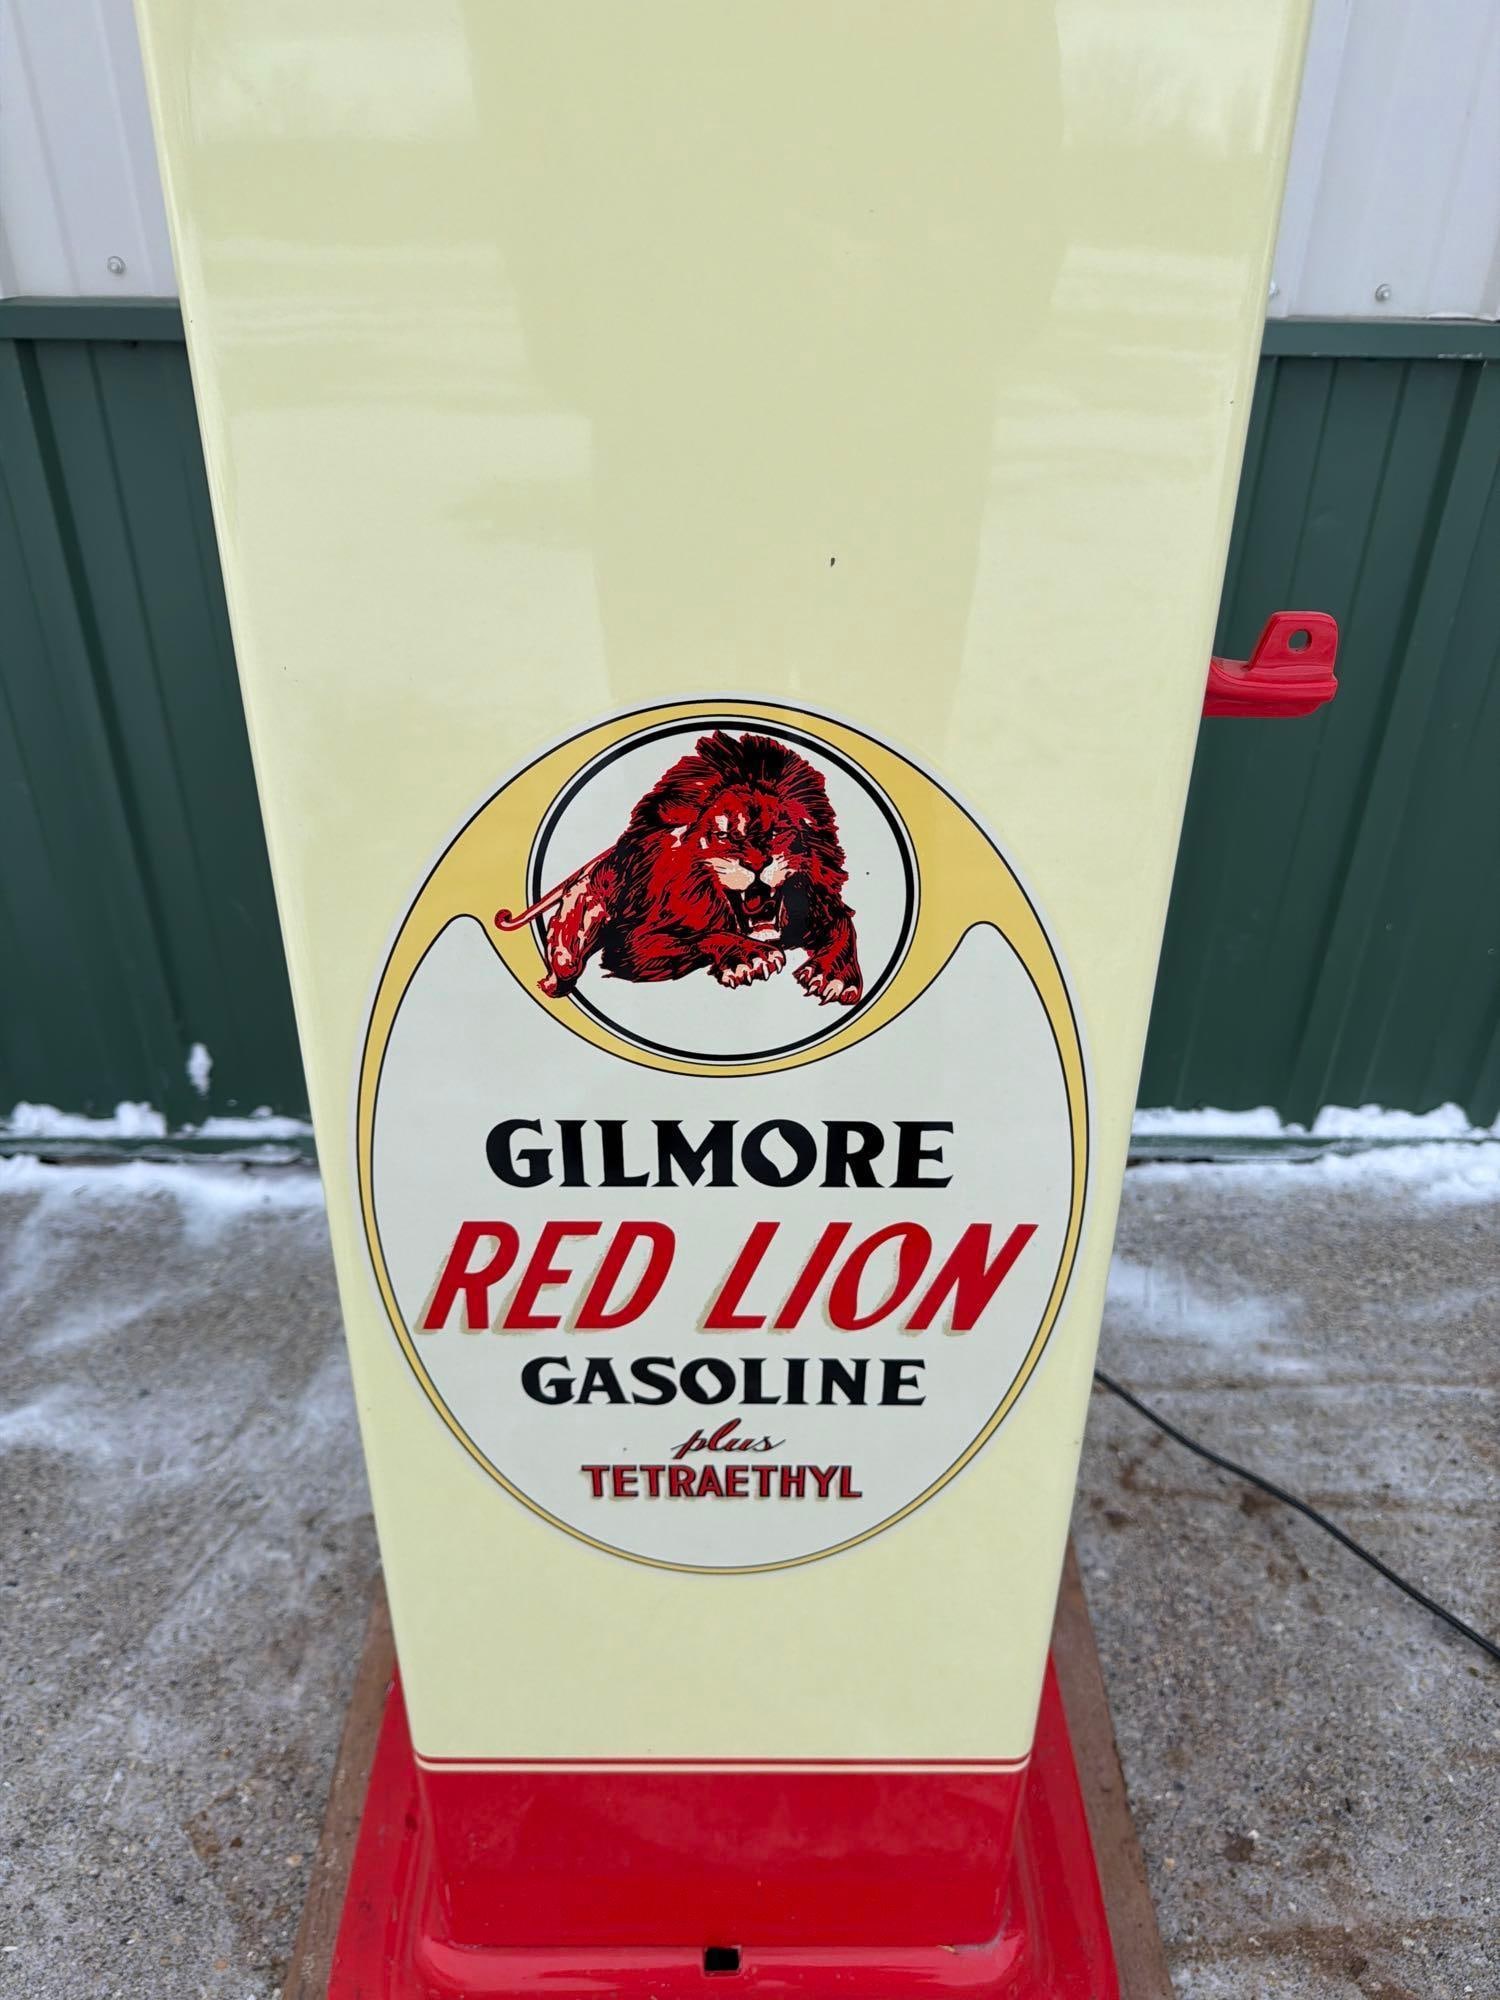 GILMORE
RED LION
GASOLINE
plus
TETRAETHYL